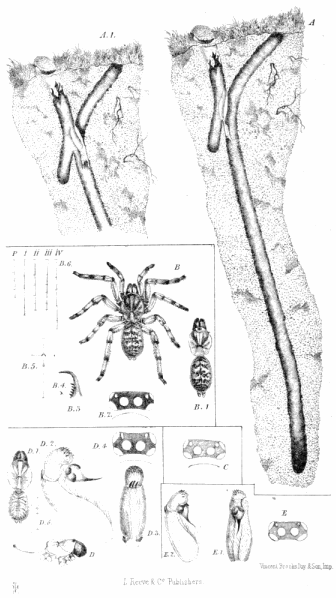 A.1.
A
P I II III IV
B.6.
B
B.5.
B.4.
B.3
B.2.
B.1
D.1.
D.2.
D.4.
C
D.3.
D.5.
D
E.2.
E.1.
E
Vincent Brooks Day & Son, Imp.
L. Reeve & Co. Publishers.